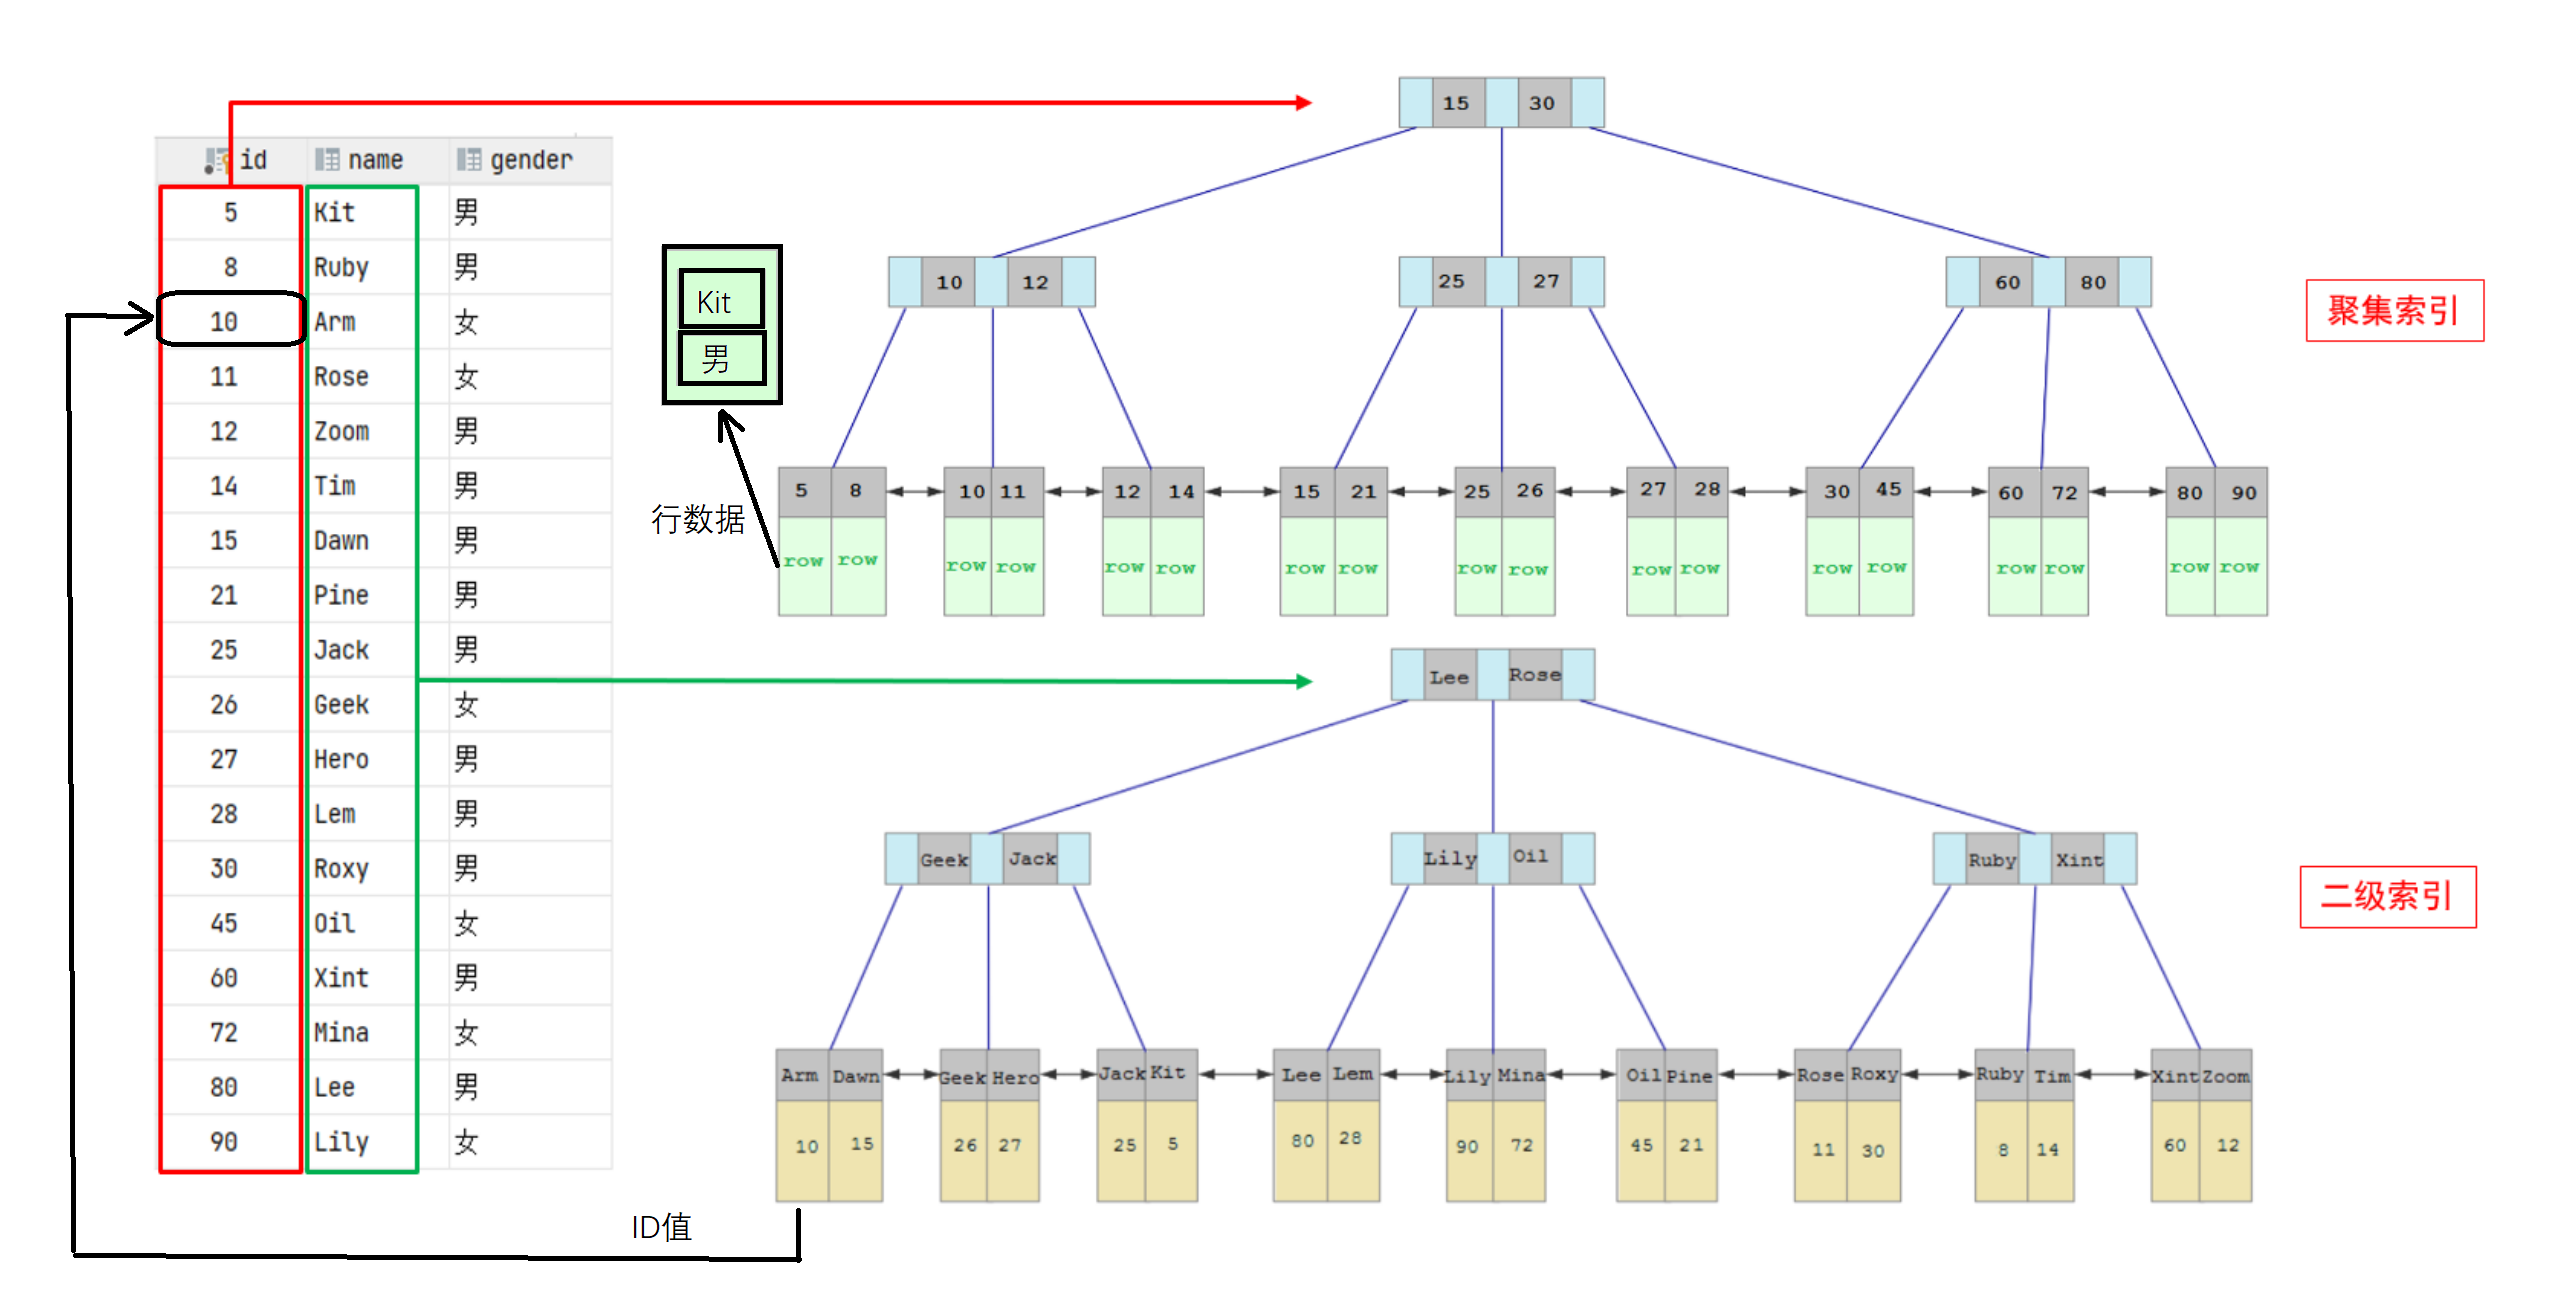 id name gender
5 Kit 男
8 Ruby 男
10 Arm 女
11 Rose 女
12 Zoom 男
14 Tim 男
15 Dawn 男
21 Pine 男
25 Jack 男
26 Geek 女
27 Hero 男
28 Lem 男
30 Roxy 男
45 Oil 女
60 Xint 男
72 Mina 女
80 Lee 男
90 Lily 女
Kit
男
行数据
15 30
10 12 25 27 60 80
聚集索引
5 8 10 11 12 14 15 21 25 26 27 28 30 45 60 72 80 90
row row row row row row row row row row row row row row row row row row
Lee Rose
Geek Jack Lily Oil Ruby Xint
二级索引
Arm Dawn Geek Hero Jack Kit Lee Lem Lily Mina Oil Pine Rose Roxy Ruby Tim Xint Zoom
10 15 26 27 25 5 80 28 90 72 45 21 11 30 8 14 60 12
ID值